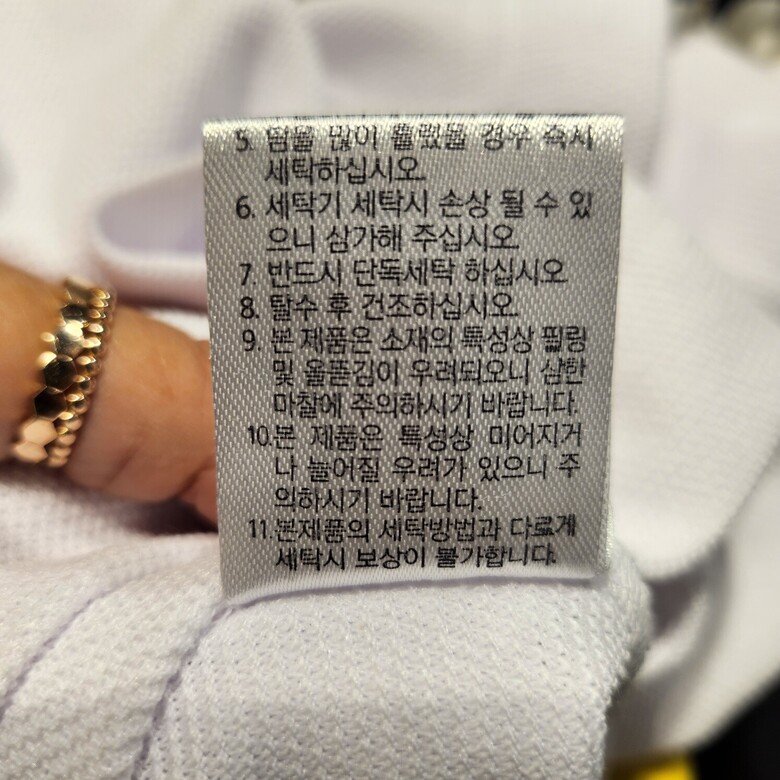 5. 땀을 많이 흘렸을 경우 즉시
세탁하십시오.
6. 세탁기 세탁시 손상 될 수 있
으니 삼가해 주십시오
7. 반드시 단독세탁 하십시오
8. 탈수 후 건조하십시오.
9. 본 제품은 소재의 특성상 필링
및 올뜯김이 우려되오니 심한
마찰에 주의하시기 바랍니다.
10.본 제품은 특성상 미어지거
나 늘어질 우려가 있으니 주
의하시기 바랍니다.
11.본제품의 세탁방법과 다르게
세탁시 보상이 불가합니다.